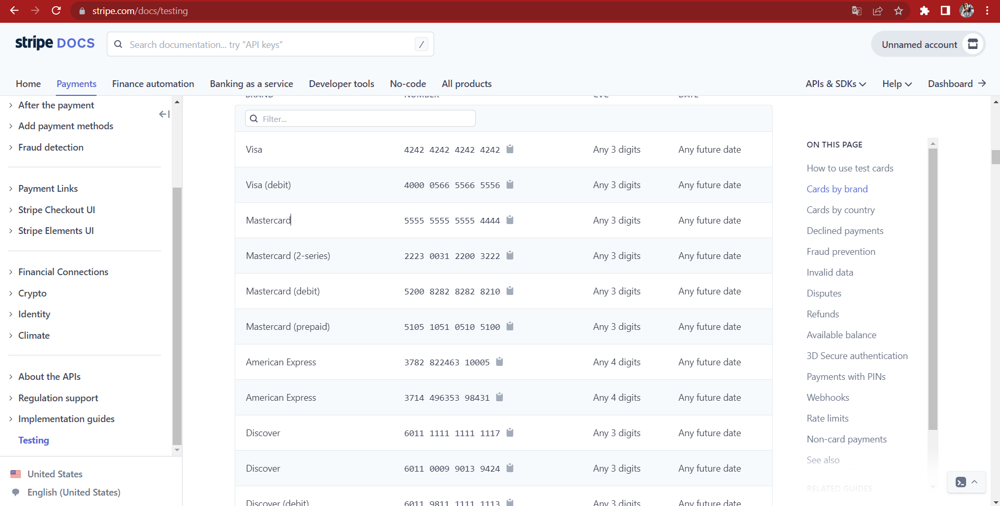 stripe.com/docs/testing
stripe DOCS
Search documentation... try “API keys”
/
Unnamed account
Home
Payments
Finance automation
Banking as a service
Developer tools
No-code
All products
APIs & SDKs
Help
Dashboard
After the payment
Add payment methods
Fraud detection
Payment Links
Stripe Checkout UI
Stripe Elements UI
Financial Connections
Crypto
Identity
Climate
About the APIs
Regulation support
Implementation guides
Testing
United States
English (United States)
BRAND NUMBER CVC DATE
Filter...
Visa 4242 4242 4242 4242 Any 3 digits Any future date
Visa (debit) 4000 0566 5566 5556 Any 3 digits Any future date
Mastercard 5555 5555 5555 4444 Any 3 digits Any future date
Mastercard (2-series) 2223 0031 2200 3222 Any 3 digits Any future date
Mastercard (debit) 5200 8282 8282 8210 Any 3 digits Any future date
Mastercard (prepaid) 5105 1051 0510 5100 Any 3 digits Any future date
American Express 3782 822463 10005 Any 4 digits Any future date
American Express 3714 496353 98431 Any 4 digits Any future date
Discover 6011 1111 1111 1117 Any 3 digits Any future date
Discover 6011 0009 9013 9424 Any 3 digits Any future date
Discover (debit) 6011 9811 1111 1113 Any 3 digits Any future date
ON THIS PAGE
How to use test cards
Cards by brand
Cards by country
Declined payments
Fraud prevention
Invalid data
Disputes
Refunds
Available balance
3D Secure authentication
Payments with PINs
Webhooks
Rate limits
Non-card payments
See also
RELATED GUIDES